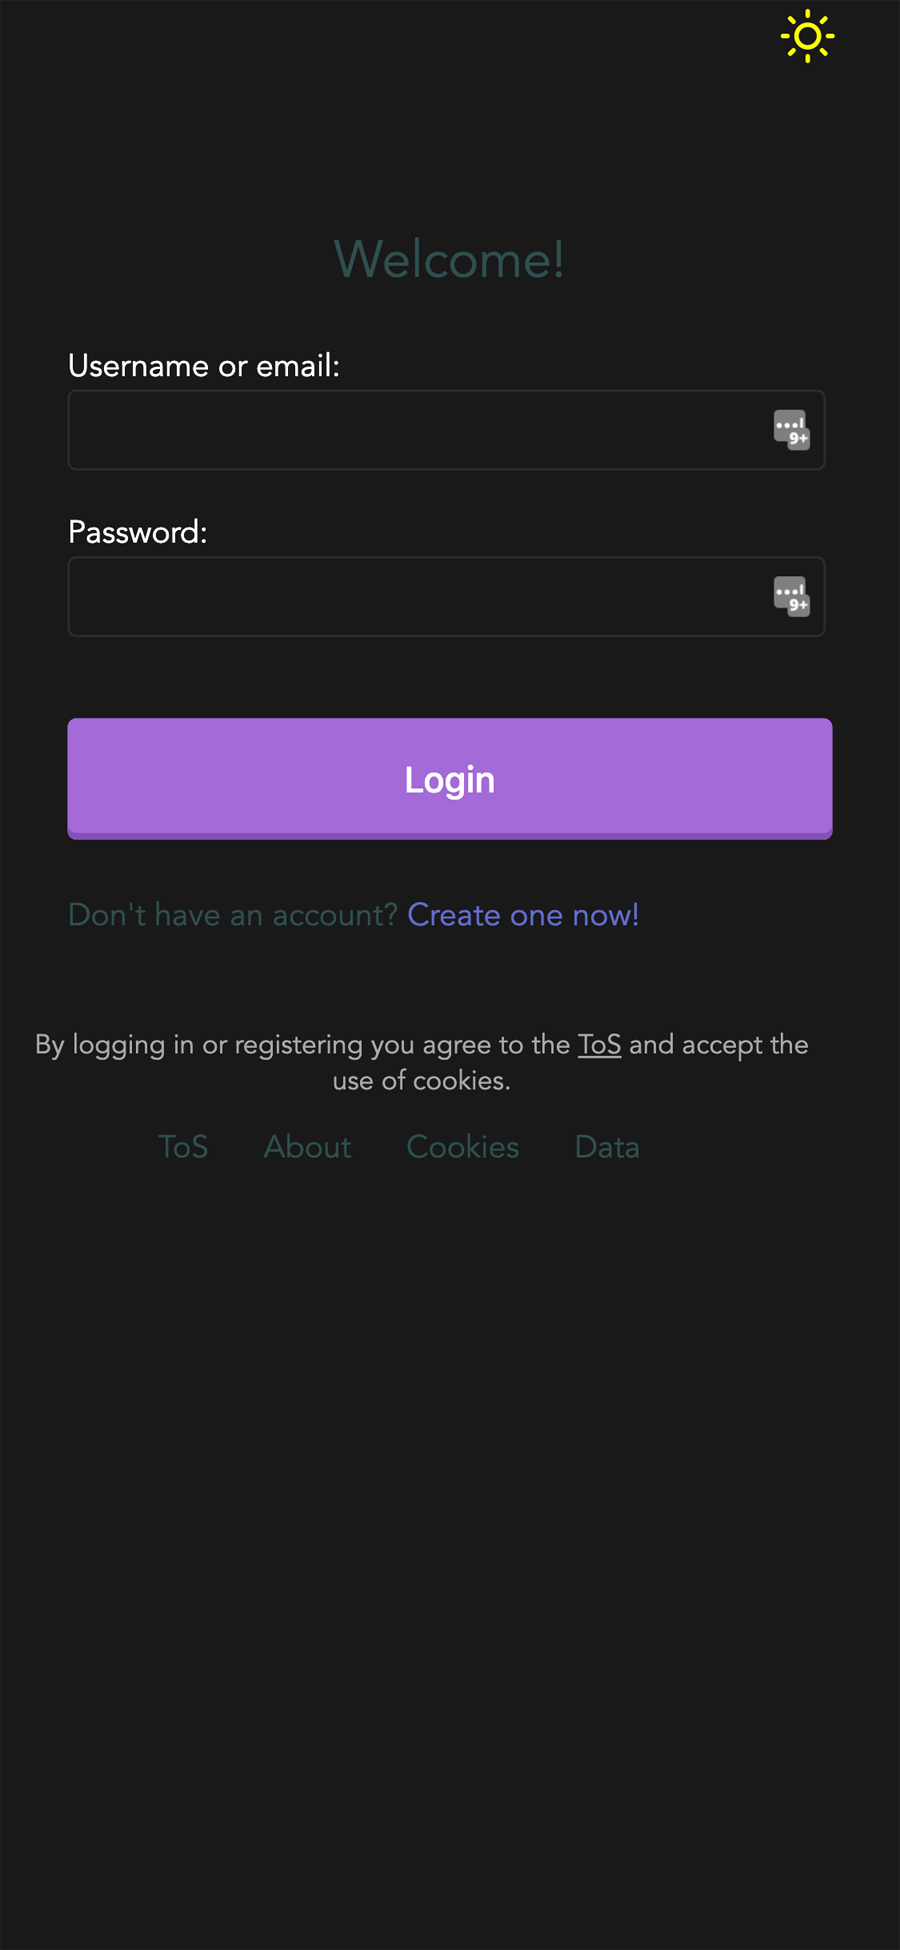 Welcome!
Username or email:
9+
Password:
9+
Login
Don't have an account? Create one now!
By logging in or registering you agree to the ToS and accept the
use of cookies.
ToS About Cookies Data